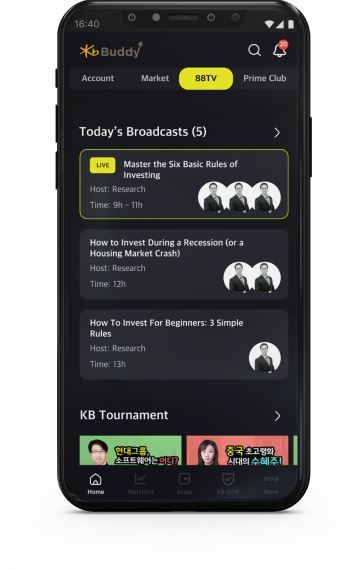 16:40
Kb Buddy
20
Account Market 88TV Prime Club
Today's Broadcasts (5)
LIVE Master the Six Basic Rules of
Investing
Host: Research
Time: 9h - 11h
How to Invest During a Recession (or a
Housing Market Crash)
Host: Research
Time: 12h
How To Invest For Beginners: 3 Simple
Rules
Host: Research
Time: 13h
KB Tournament
현대그룹,
소프트웨어는 어디?
중국 초고령화
시대의 수혜주!
Home Watchlist Asset KB-OTP More